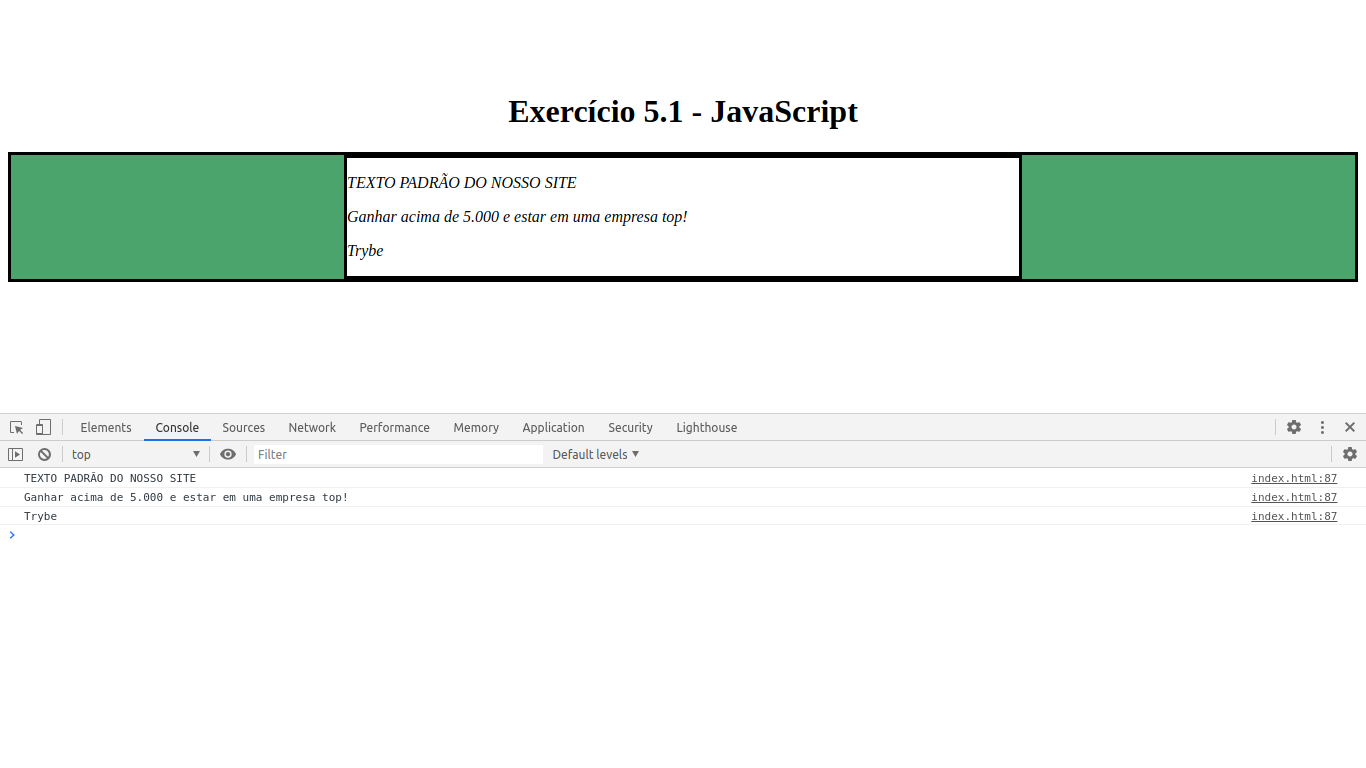 Exercício 5.1 - JavaScript
TEXTO PADRÃO DO NOSSO SITE
Ganhar acima de 5.000 e estar em uma empresa top!
Trybe
Elements Console Sources Network Performance Memory Application Security Lighthouse
top Filter Default levels
TEXTO PADRÃO DO NOSSO SITE index.html:87
Ganhar acima de 5.000 e estar em uma empresa top! index.html:87
Trybe index.html:87